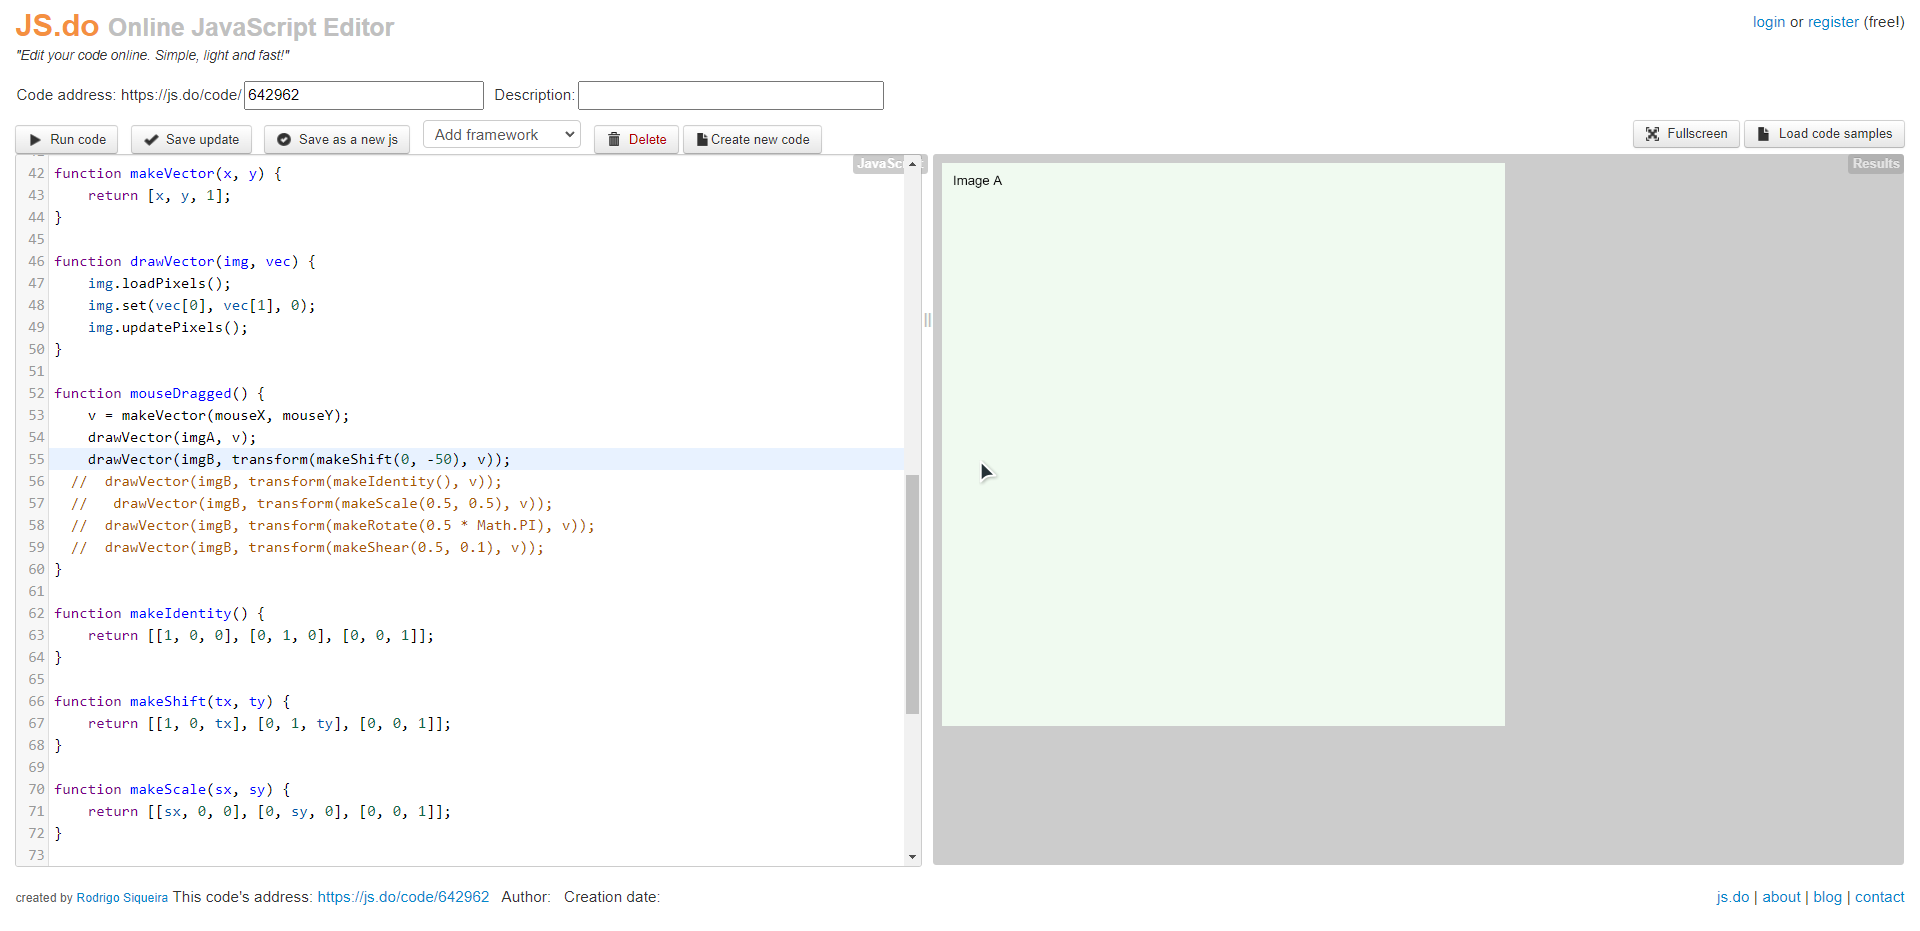 JS.do Online JavaScript Editor
login or register (free!)
"Edit your code online. Simple, light and fast!"
Code address: https://js.do/code/ 642962 Description:
Run code Save update Save as a new js Add framework Delete Create new code Fullscreen Load code samples
JavaSc
Results
42 function makeVector(x, y) {
43     return [x, y, 1];
44 }
45
46 function drawVector(img, vec) {
47     img.loadPixels();
48     img.set(vec[0], vec[1], 0);
49     img.updatePixels();
50 }
51
52 function mouseDragged() {
53     v = makeVector(mouseX, mouseY);
54     drawVector(imgA, v);
55     drawVector(imgB, transform(makeShift(0, -50), v));
56   //  drawVector(imgB, transform(makeIdentity(), v));
57   //   drawVector(imgB, transform(makeScale(0.5, 0.5), v));
58   //  drawVector(imgB, transform(makeRotate(0.5 * Math.PI), v));
59   //  drawVector(imgB, transform(makeShear(0.5, 0.1), v));
60 }
61
62 function makeIdentity() {
63     return [[1, 0, 0], [0, 1, 0], [0, 0, 1]];
64 }
65
66 function makeShift(tx, ty) {
67     return [[1, 0, tx], [0, 1, ty], [0, 0, 1]];
68 }
69
70 function makeScale(sx, sy) {
71     return [[sx, 0, 0], [0, sy, 0], [0, 0, 1]];
72 }
73
Image A
created by Rodrigo Siqueira This code's address: https://js.do/code/642962 Author: Creation date:
js.do | about | blog | contact